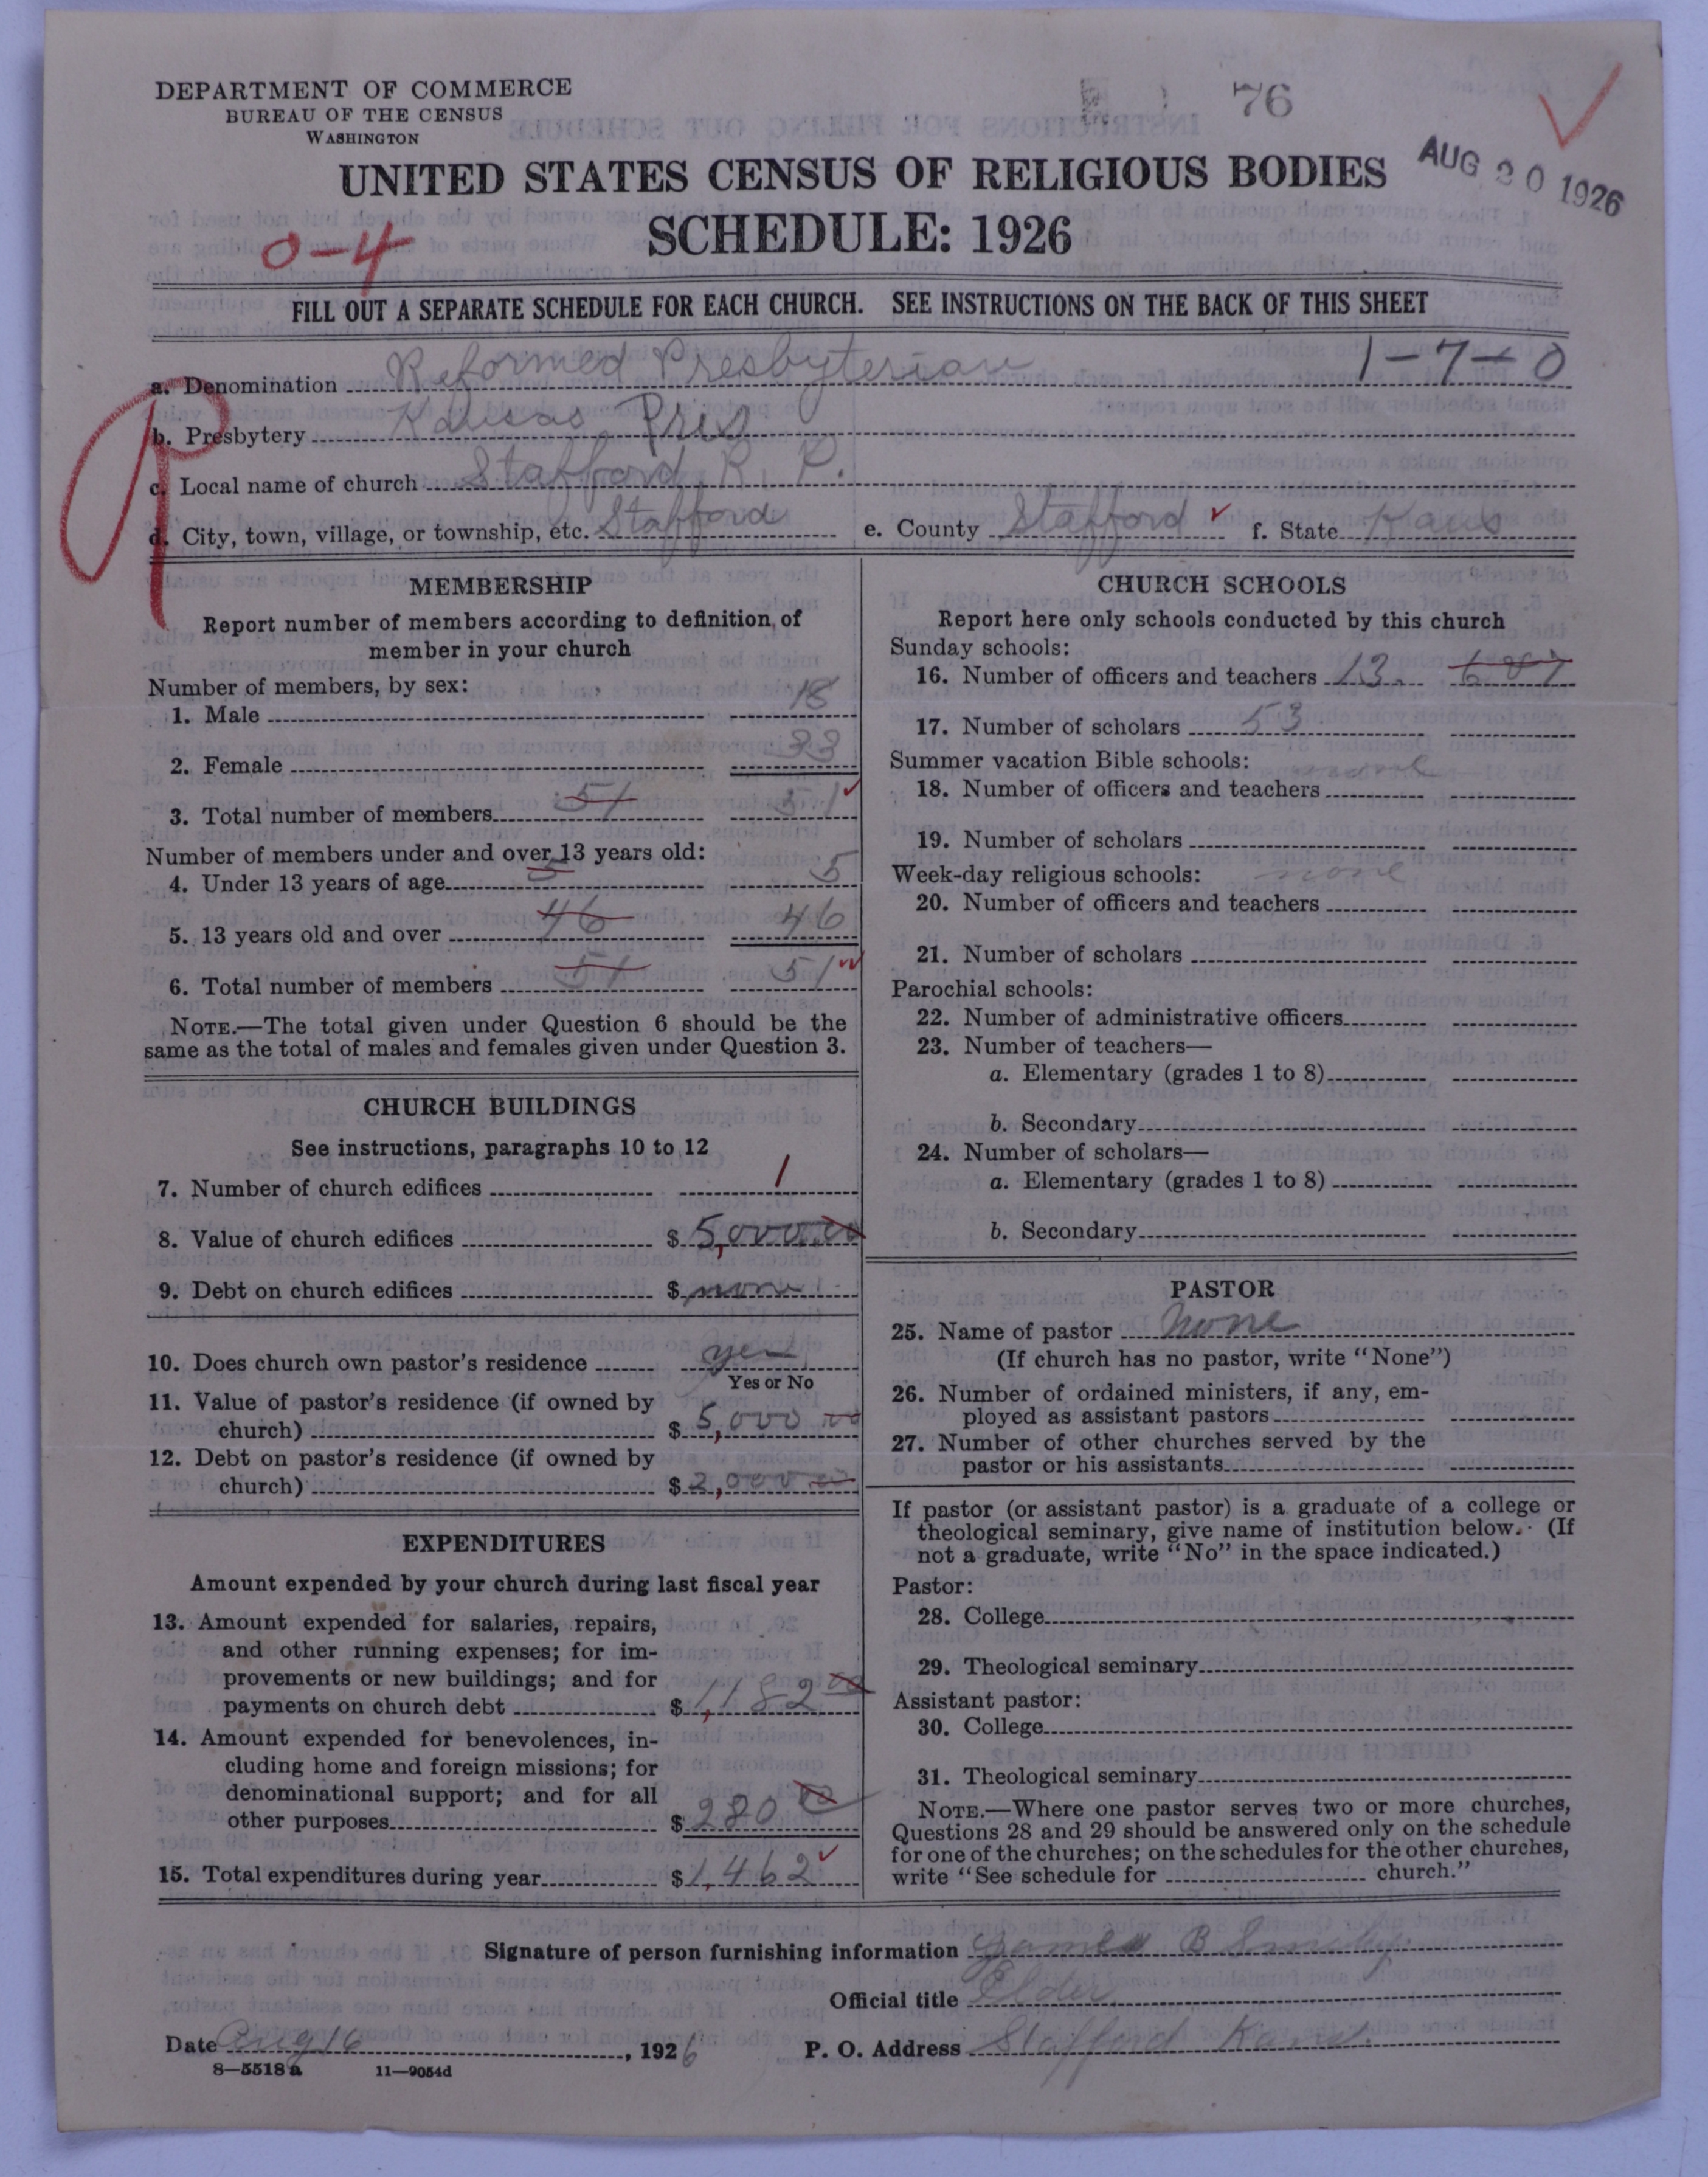 DEPARTMENT OF COMMERCE
BUREAU OF THE CENSUS
WASHINGTON
76
AUG 20 1926
UNITED STATES CENSUS OF RELIGIOUS BODIES
SCHEDULE: 1926
0-4
FILL OUT A SEPARATE SCHEDULE FOR EACH CHURCH. SEE INSTRUCTIONS ON THE BACK OF THIS SHEET
a. Denomination Reformed Presbyterian 1-7-0
b. Presbytery Kansas Pres
c. Local name of church Stafford R. P.
d. City, town, village, or township, etc. Stafford e. County Stafford f. State Kans
MEMBERSHIP
Report number of members according to definition of
member in your church
Number of members, by sex:
1. Male 18
2. Female 33
3. Total number of members 51 51
Number of members under and over 13 years old:
4. Under 13 years of age 5 5
5. 13 years old and over 46 46
6. Total number of members 51 51
NOTE.—The total given under Question 6 should be the
same as the total of males and females given under Question 3.
CHURCH BUILDINGS
See instructions, paragraphs 10 to 12
7. Number of church edifices 1
8. Value of church edifices $ 5,000.00
9. Debt on church edifices $ none
10. Does church own pastor's residence yes
Yes or No
11. Value of pastor's residence (if owned by
church) $ 5,000 00
12. Debt on pastor's residence (if owned by
church) $ 2,000 00
EXPENDITURES
Amount expended by your church during last fiscal year
13. Amount expended for salaries, repairs,
and other running expenses; for im-
provements or new buildings; and for
payments on church debt $ 1,182 00
14. Amount expended for benevolences, in-
cluding home and foreign missions; for
denominational support; and for all
other purposes $ 280 00
15. Total expenditures during year $ 1,462
CHURCH SCHOOLS
Report here only schools conducted by this church
Sunday schools:
16. Number of officers and teachers 13
17. Number of scholars 53
Summer vacation Bible schools: none
18. Number of officers and teachers
19. Number of scholars
Week-day religious schools: none
20. Number of officers and teachers
21. Number of scholars
Parochial schools:
22. Number of administrative officers
23. Number of teachers—
a. Elementary (grades 1 to 8)
b. Secondary
24. Number of scholars—
a. Elementary (grades 1 to 8)
b. Secondary
PASTOR
25. Name of pastor None
(If church has no pastor, write "None")
26. Number of ordained ministers, if any, em-
ployed as assistant pastors
27. Number of other churches served by the
pastor or his assistants
If pastor (or assistant pastor) is a graduate of a college or
theological seminary, give name of institution below. (If
not a graduate, write "No" in the space indicated.)
Pastor:
28. College
29. Theological seminary
Assistant pastor:
30. College
31. Theological seminary
NOTE.—Where one pastor serves two or more churches,
Questions 28 and 29 should be answered only on the schedule
for one of the churches; on the schedules for the other churches,
write "See schedule for church."
Signature of person furnishing information James B
Official title Elder
Date Aug 16, 1926 P. O. Address Stafford Kans.
8—5518 a 11—9054d